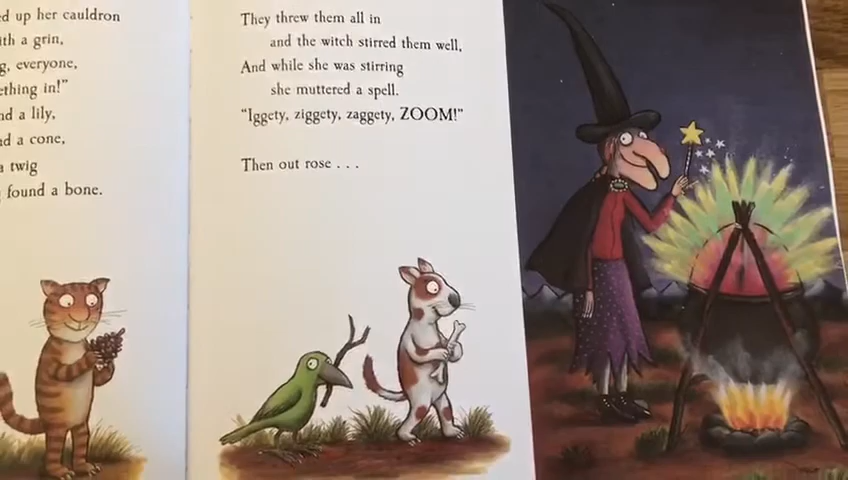 ed up her cauldron
ith a grin,
g, everyone,
ething in!"
nd a lily,
nd a cone,
a twig
found a bone.
They threw them all in
and the witch stirred them well,
And while she was stirring
she muttered a spell.
"Iggety, ziggety, zaggety, ZOOM!"
Then out rose . . .